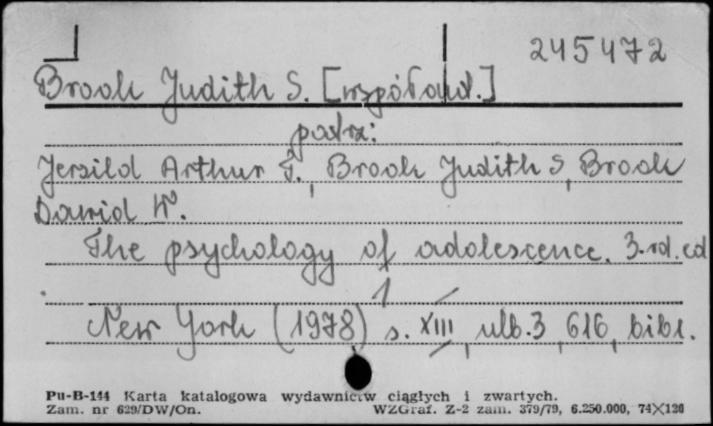 245472
Brook Judith S. [współaut.]
patrz:
Jersild Arthur T., Brook Judith S, Brook
Dawid W.
The psychology of adolescence. 3.rd.ed
New York (1978) s. XIII, ulb.3, 616, bibl.
Pu-B-144 Karta katalogowa wydawnictw ciągłych i zwartych.
Zam. nr 629/DW/On. WZGraf. Z-2 zam. 379/79, 6.250.000, 74X126